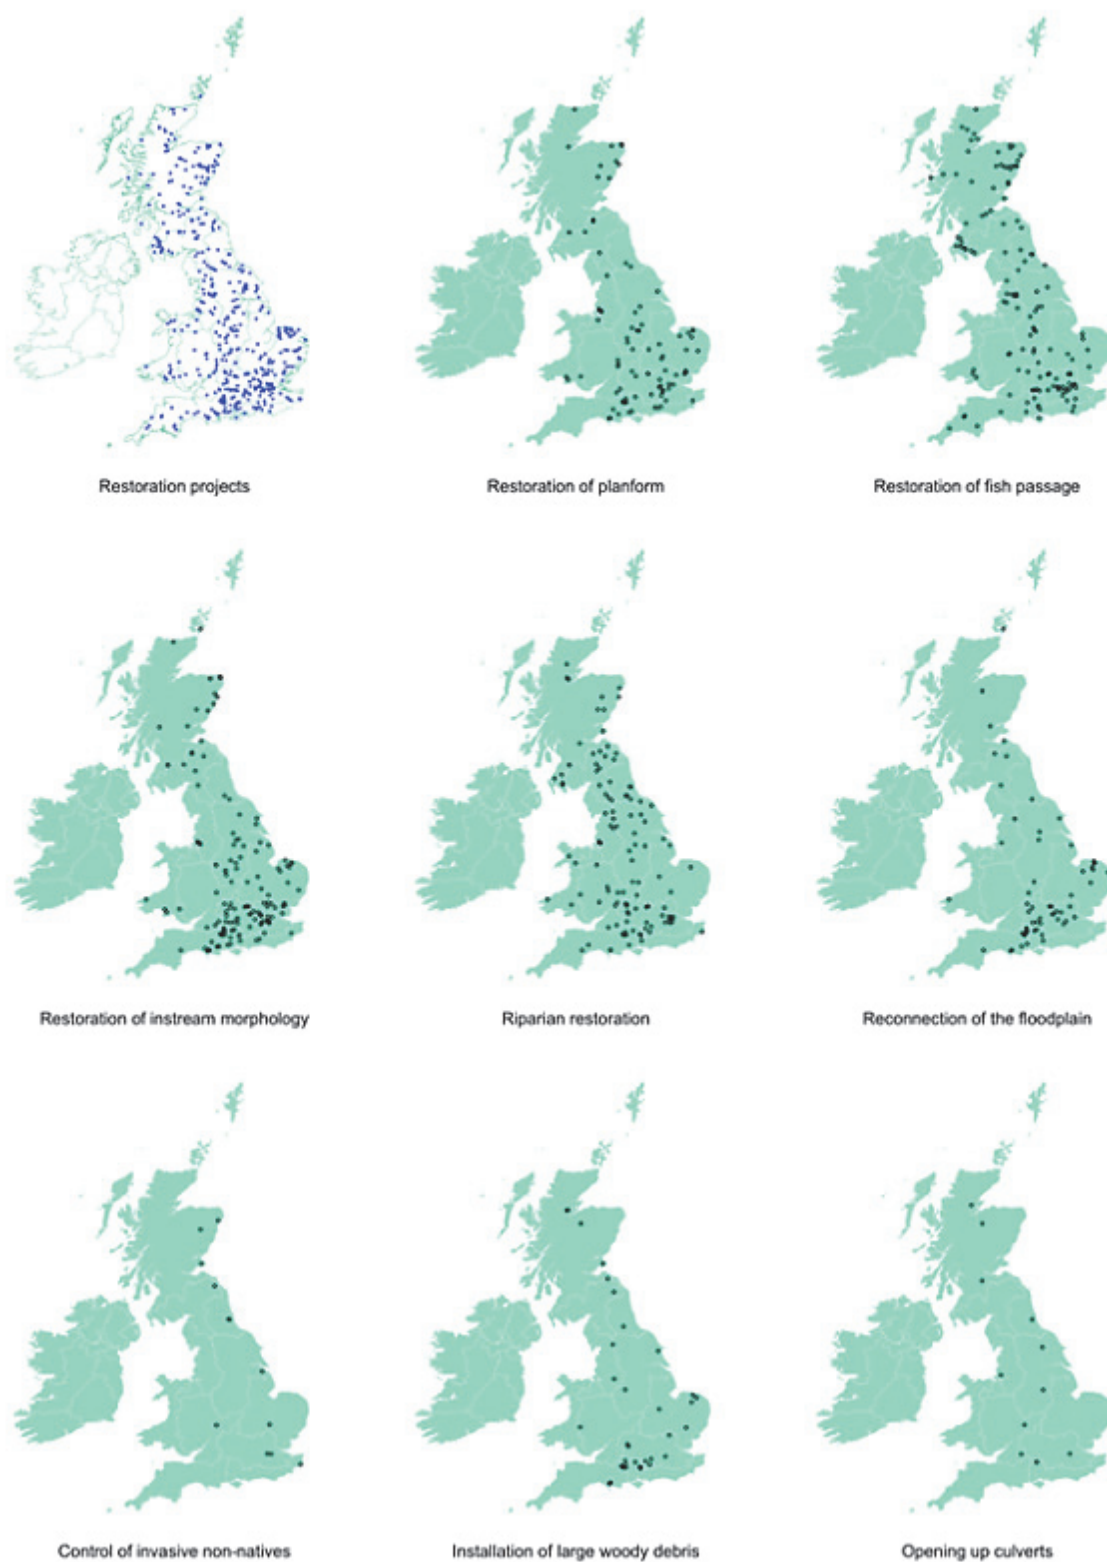 Restoration projects
Restoration of planform
Restoration of fish passage
Restoration of instream morphology
Riparian restoration
Reconnection of the floodplain
Control of invasive non-natives
Installation of large woody debris
Opening up culverts